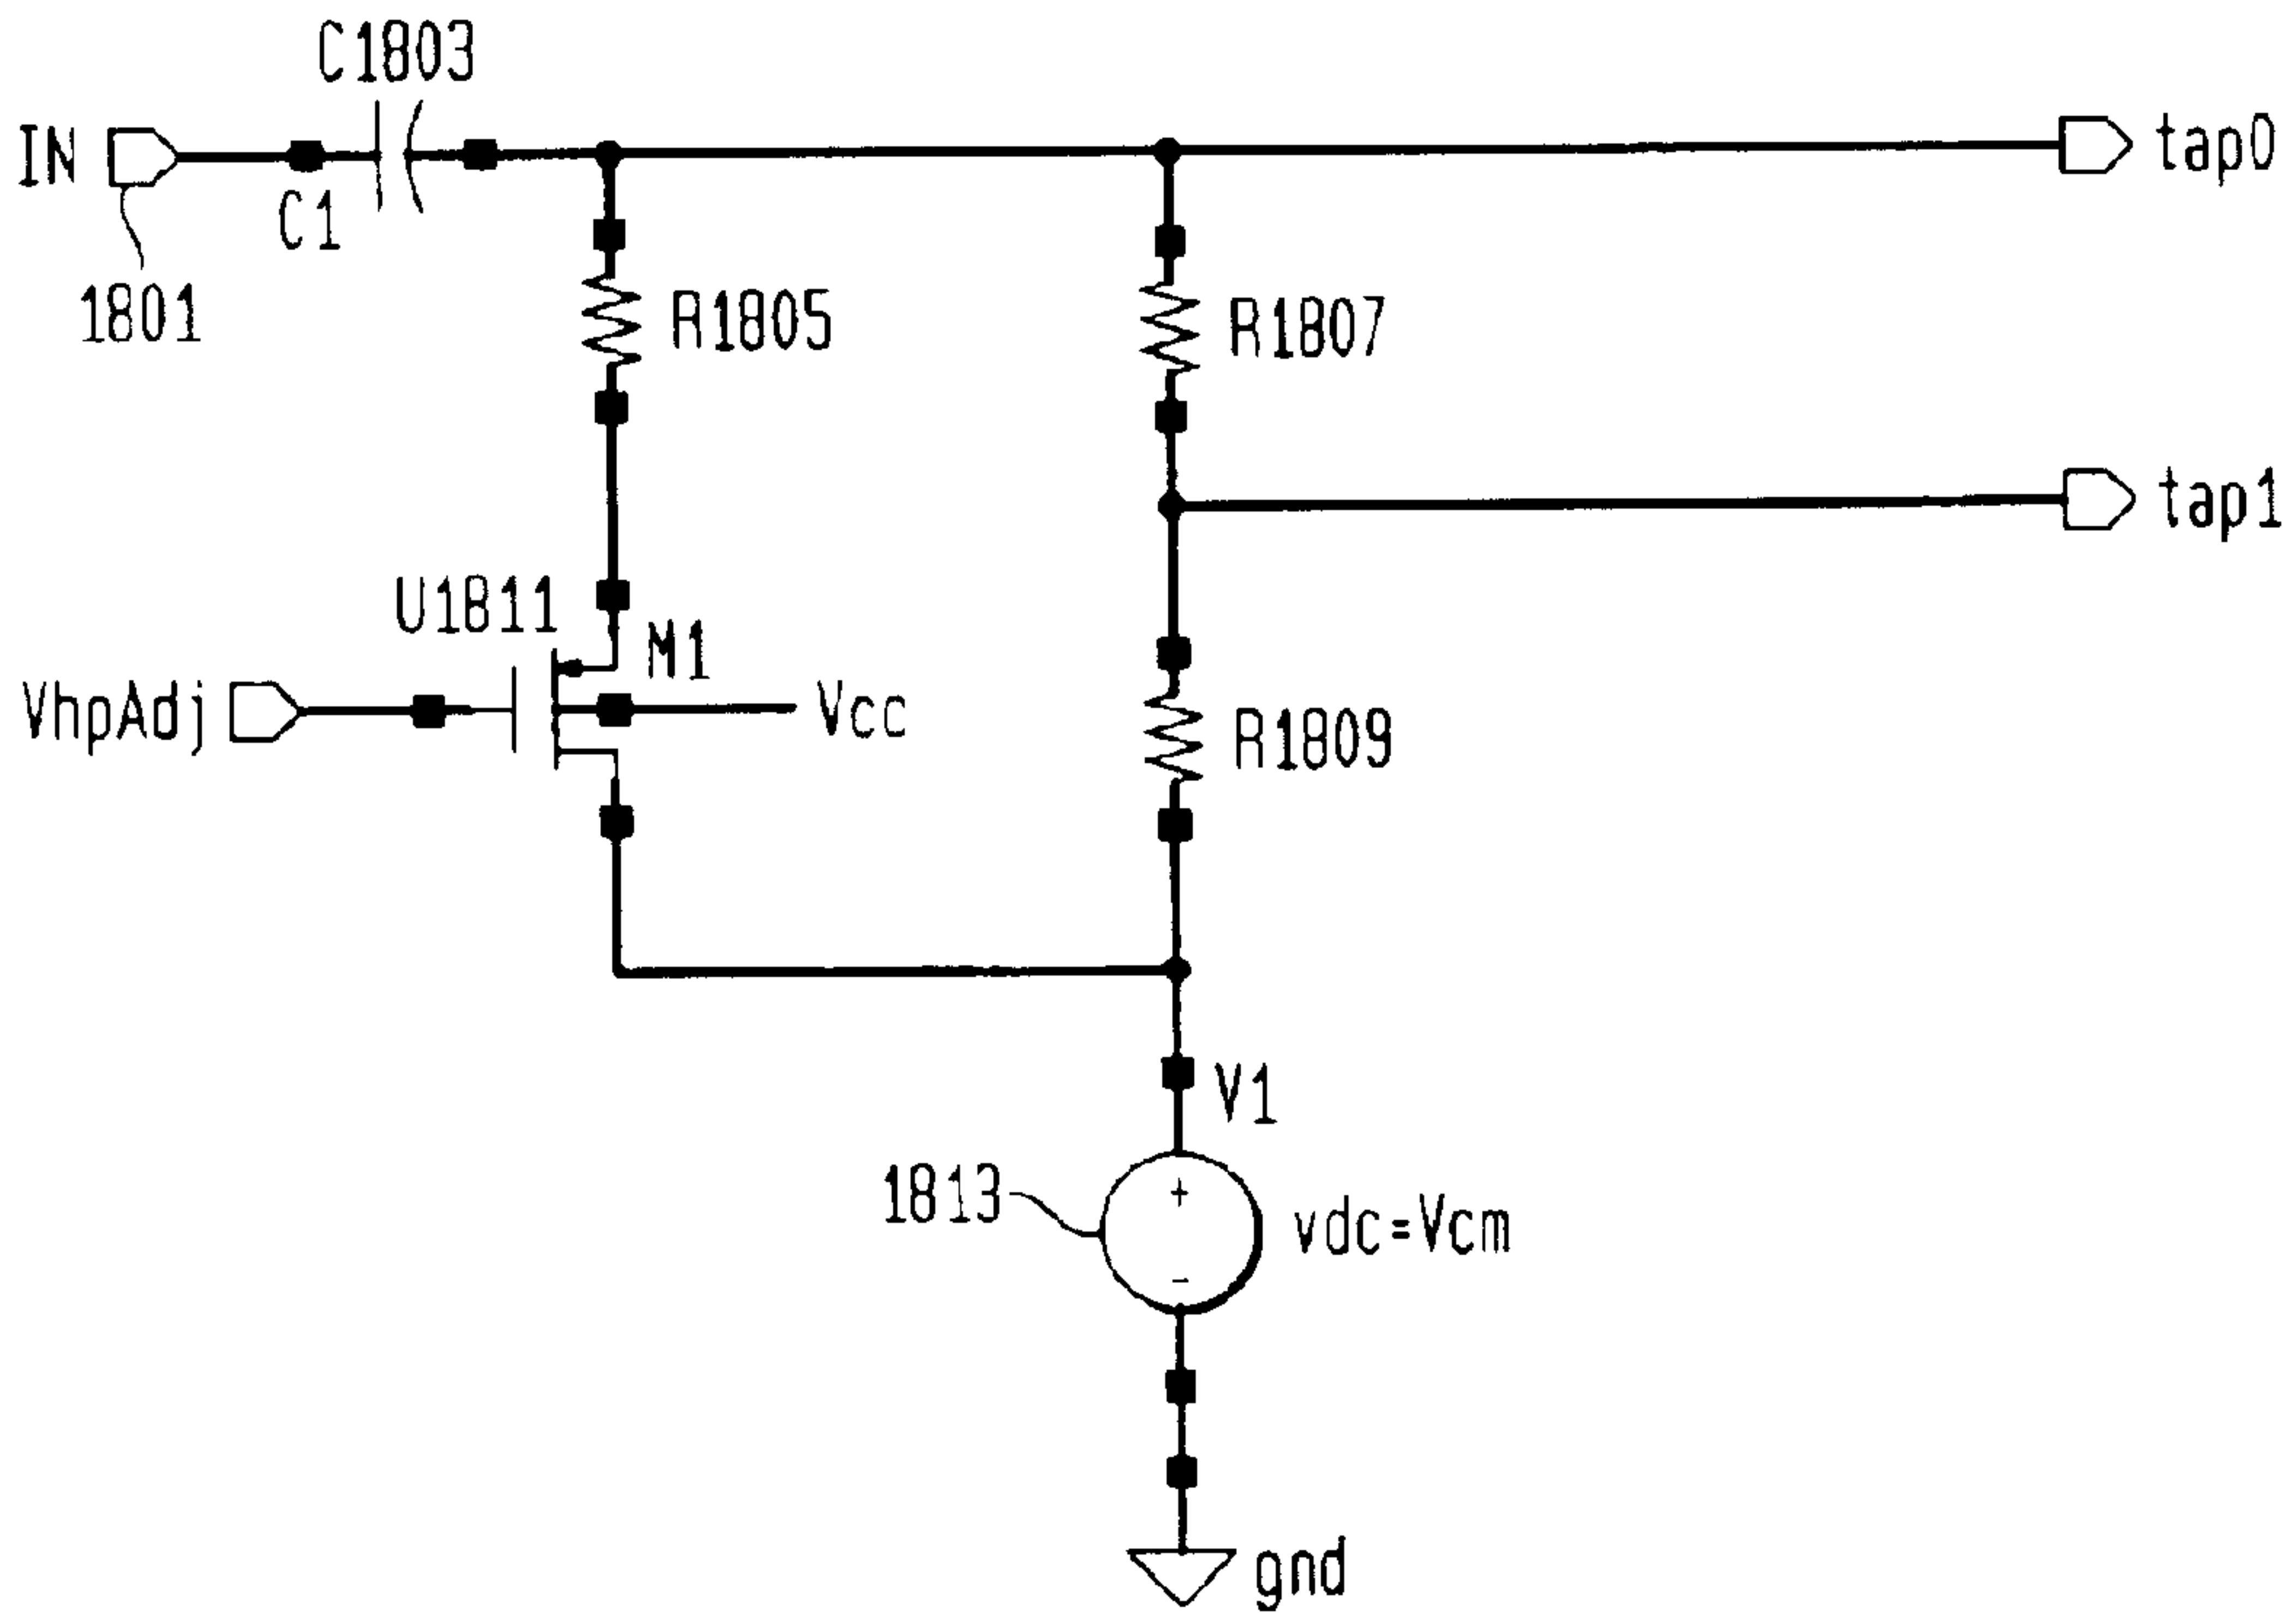 C1803
IN
tap0
C1
1801
R1805
R1807
tap1
U1811
M1
VhpAdj
Vcc
R1809
V1
1813
+
vdc=Vcm
-
gnd